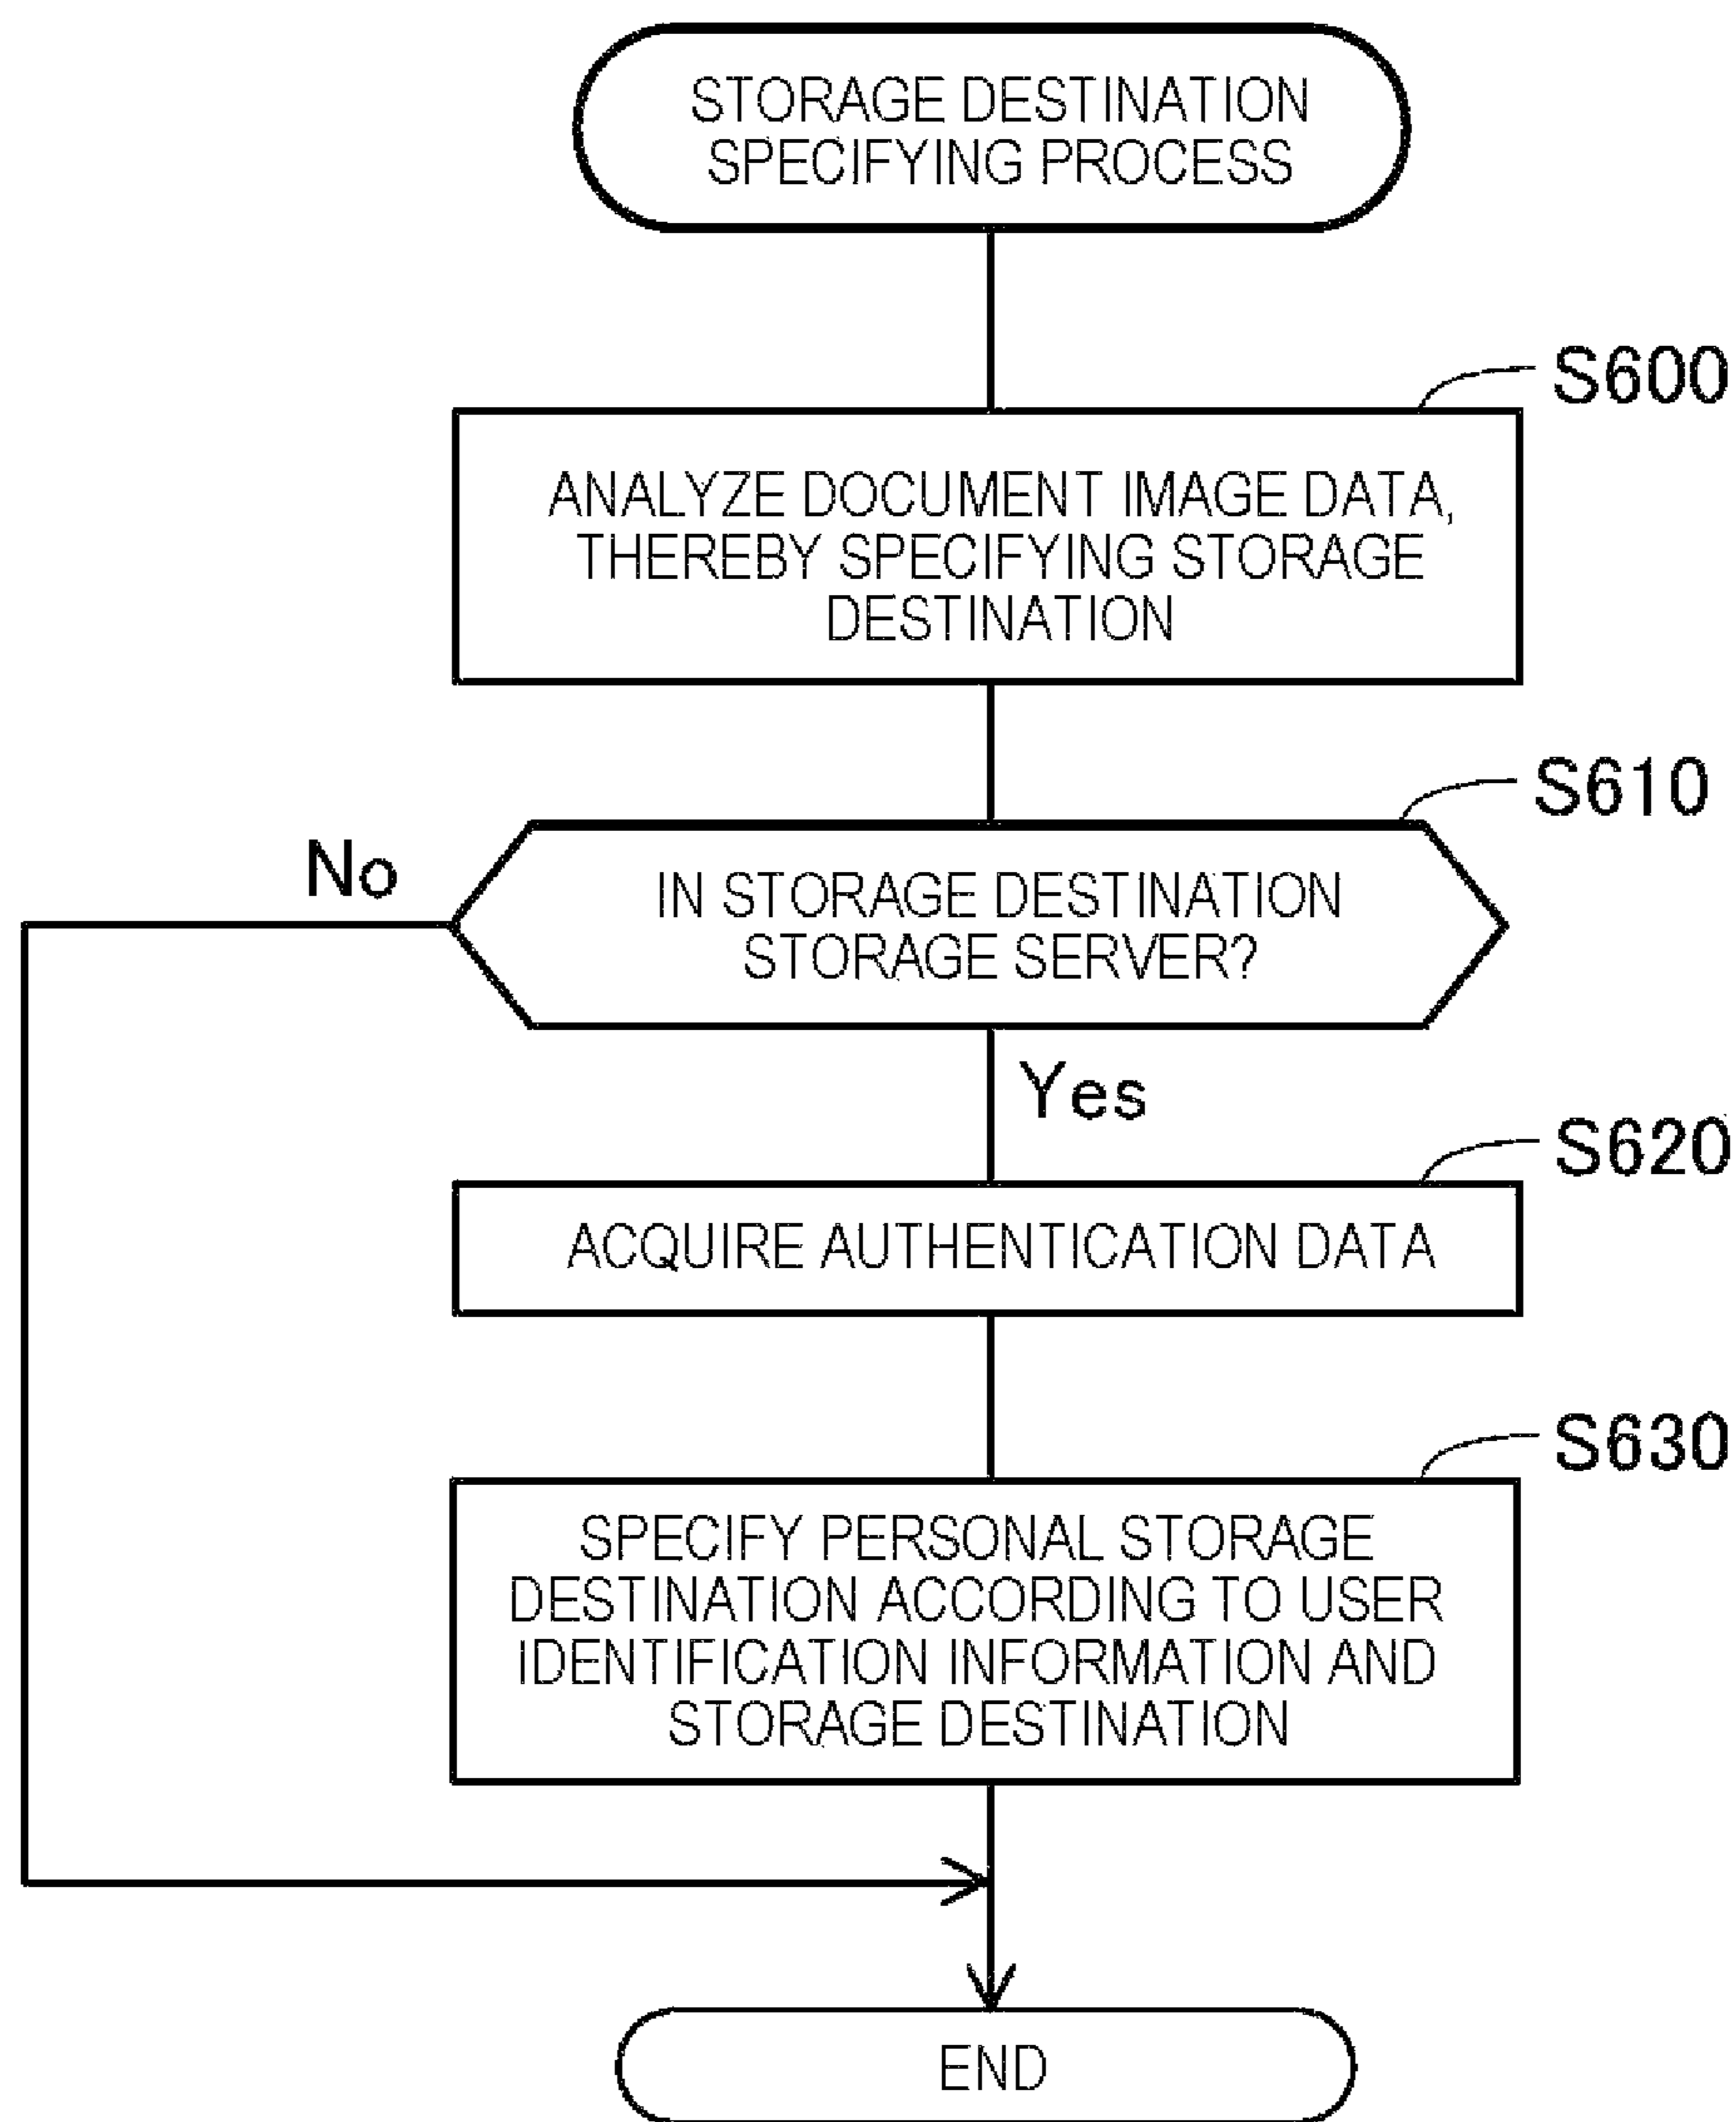 STORAGE DESTINATION
SPECIFYING PROCESS
S600
ANALYZE DOCUMENT IMAGE DATA,
THEREBY SPECIFYING STORAGE
DESTINATION
S610
No
IN STORAGE DESTINATION
STORAGE SERVER?
Yes
S620
ACQUIRE AUTHENTICATION DATA
S630
SPECIFY PERSONAL STORAGE
DESTINATION ACCORDING TO USER
IDENTIFICATION INFORMATION AND
STORAGE DESTINATION
END